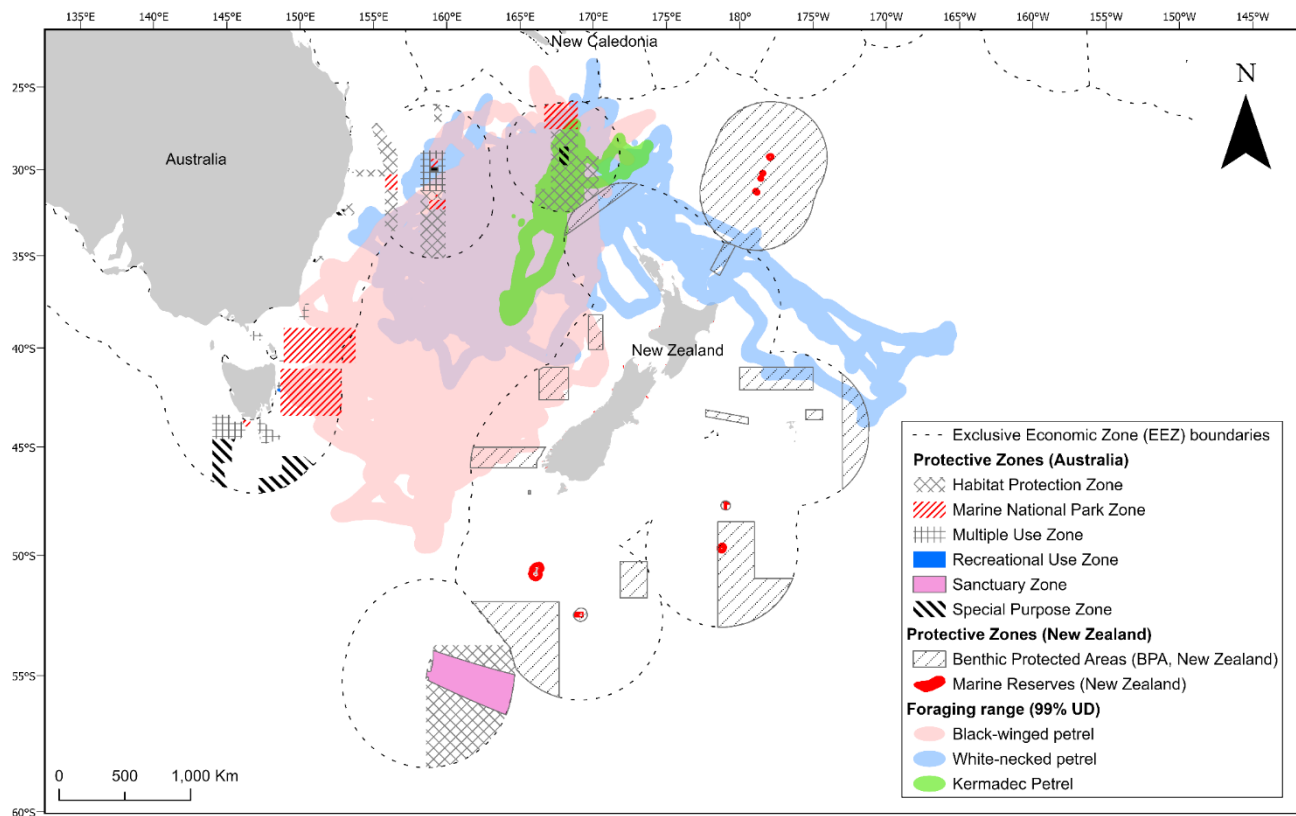 135°E 140°E 145°E 150°E 155°E 160°E 165°E 170°E 175°E 180° 175°W 170°W 165°W 160°W 155°W 150°W 145°W
New Caledonia
N
25°S
Australia
30°S
35°S
40°S
New Zealand
45°S
50°S
55°S
60°S
Exclusive Economic Zone (EEZ) boundaries
Protective Zones (Australia)
Habitat Protection Zone
Marine National Park Zone
Multiple Use Zone
Recreational Use Zone
Sanctuary Zone
Special Purpose Zone
Protective Zones (New Zealand)
Benthic Protected Areas (BPA, New Zealand)
Marine Reserves (New Zealand)
Foraging range (99% UD)
Black-winged petrel
White-necked petrel
Kermadec Petrel
0 500 1,000 Km